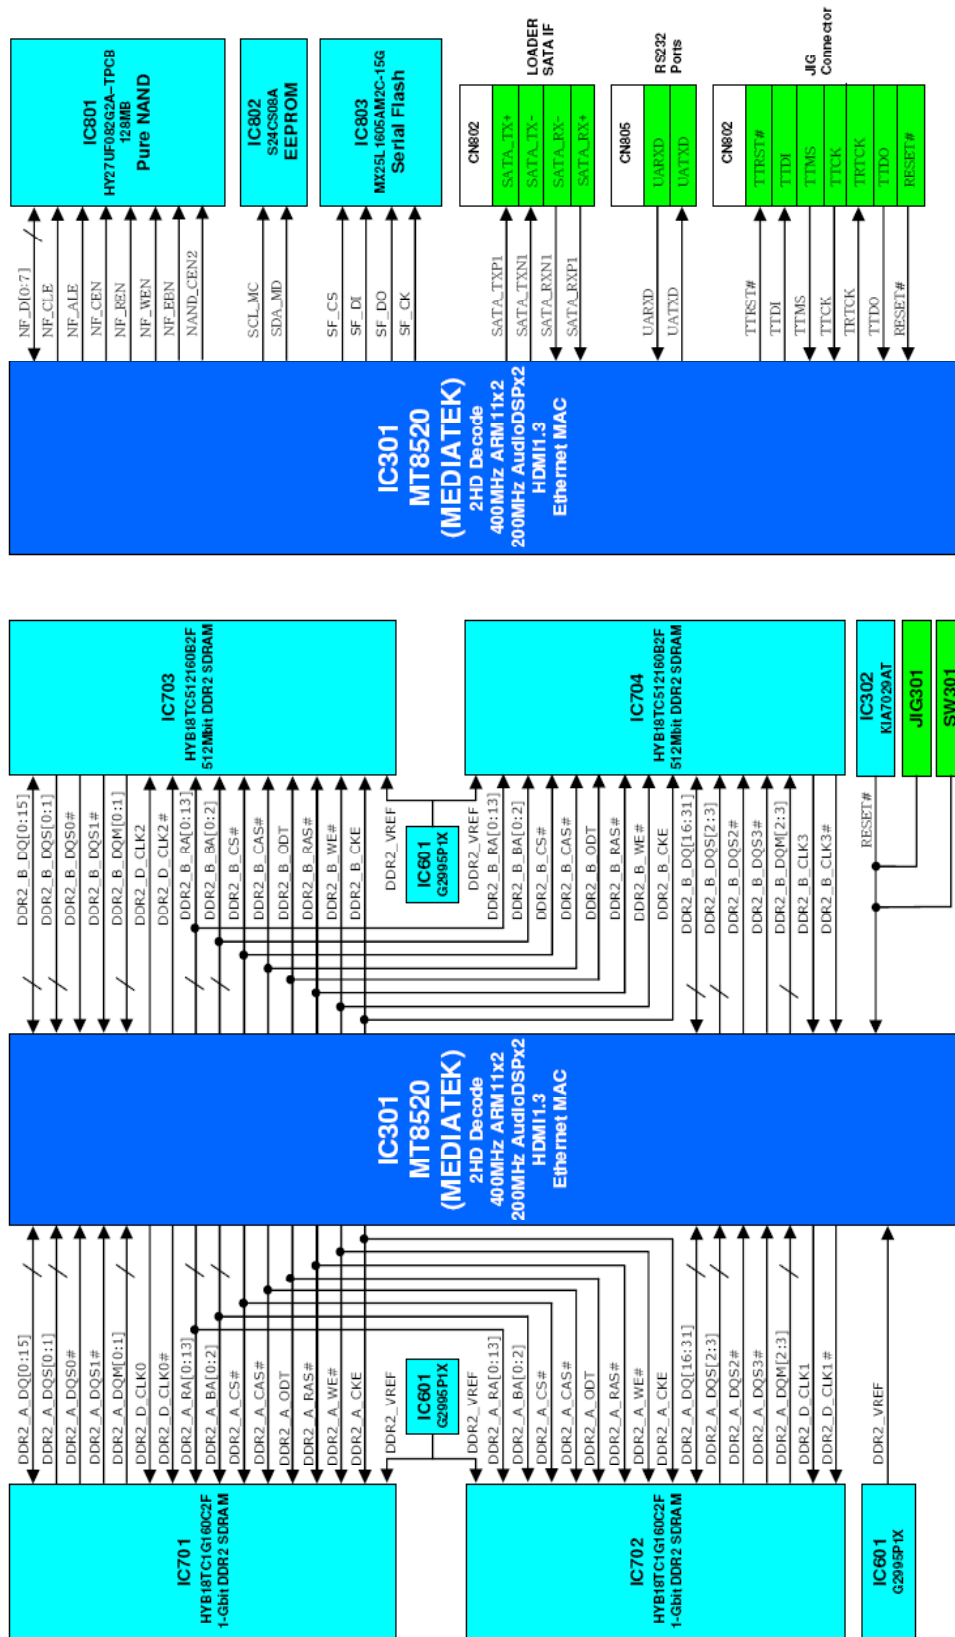 IC801
HY27UF082G2A-TPCB
128MB
Pure NAND
IC802
S24CS08A
EEPROM
IC803
MX25L1605AM2C-15G
Serial Flash
CN802
SATA_TX+
SATA_TX-
SATA_RX-
SATA_RX+
LOADER
SATA IF
CN805
UARXD
UATXD
RS232
Ports
CN802
TTRST#
TTDI
TTMS
TTCK
TRTCK
TTDO
RESET#
JIG
Connector
NF_D[0:7]
NF_CLE
NF_ALE
NF_CEN
NF_REN
NF_WEN
NF_EBN
NAND_CEN2
SCL_MC
SDA_MD
SF_CS
SF_DI
SF_DO
SF_CK
SATA_TXP1
SATA_TXN1
SATA_RXN1
SATA_RXP1
UARXD
UATXD
TTRST#
TTDI
TTMS
TTCK
TRTCK
TTDO
RESET#
IC301
MT8520
(MEDIATEK)
2HD Decode
400MHz ARM11x2
200MHz AudioDSPx2
HDMI1.3
Ethernet MAC
IC703
HYB18TC512160B2F
512Mbit DDR2 SDRAM
IC704
HYB18TC512160B2F
512Mbit DDR2 SDRAM
IC302
KIA7029AT
JIG301
SW301
DDR2_B_DQ[0:15]
DDR2_B_DQS[0:1]
DDR2_B_DQS0#
DDR2_B_DQS1#
DDR2_B_DQM[0:1]
DDR2_D_CLK2
DDR2_D_CLK2#
DDR2_B_RA[0:13]
DDR2_B_BA[0:2]
DDR2_B_CS#
DDR2_B_CAS#
DDR2_B_ODT
DDR2_B_RAS#
DDR2_B_WE#
DDR2_B_CKE
DDR2_VREF
IC601
G2995P1X
DDR2_VREF
DDR2_B_RA[0:13]
DDR2_B_BA[0:2]
DDR2_B_CS#
DDR2_B_CAS#
DDR2_B_ODT
DDR2_B_RAS#
DDR2_B_WE#
DDR2_B_CKE
DDR2_B_DQ[16:31]
DDR2_B_DQS[2:3]
DDR2_B_DQS2#
DDR2_B_DQS3#
DDR2_B_DQM[2:3]
DDR2_B_CLK3
DDR2_B_CLK3#
RESET#
IC301
MT8520
(MEDIATEK)
2HD Decode
400MHz ARM11x2
200MHz AudioDSPx2
HDMI1.3
Ethernet MAC
DDR2_A_DQ[0:15]
DDR2_A_DQS[0:1]
DDR2_A_DQS0#
DDR2_A_DQS1#
DDR2_A_DQM[0:1]
DDR2_D_CLK0
DDR2_D_CLK0#
DDR2_A_RA[0:13]
DDR2_A_BA[0:2]
DDR2_A_CS#
DDR2_A_CAS#
DDR2_A_ODT
DDR2_A_RAS#
DDR2_A_WE#
DDR2_A_CKE
DDR2_VREF
IC601
G2995P1X
DDR2_VREF
DDR2_A_RA[0:13]
DDR2_A_BA[0:2]
DDR2_A_CS#
DDR2_A_CAS#
DDR2_A_ODT
DDR2_A_RAS#
DDR2_A_WE#
DDR2_A_CKE
DDR2_A_DQ[16:31]
DDR2_A_DQS[2:3]
DDR2_A_DQS2#
DDR2_A_DQS3#
DDR2_A_DQM[2:3]
DDR2_D_CLK1
DDR2_D_CLK1#
DDR2_VREF
IC701
HYB18TC1G160C2F
1-Gbit DDR2 SDRAM
IC702
HYB18TC1G160C2F
1-Gbit DDR2 SDRAM
IC601
G2995P1X